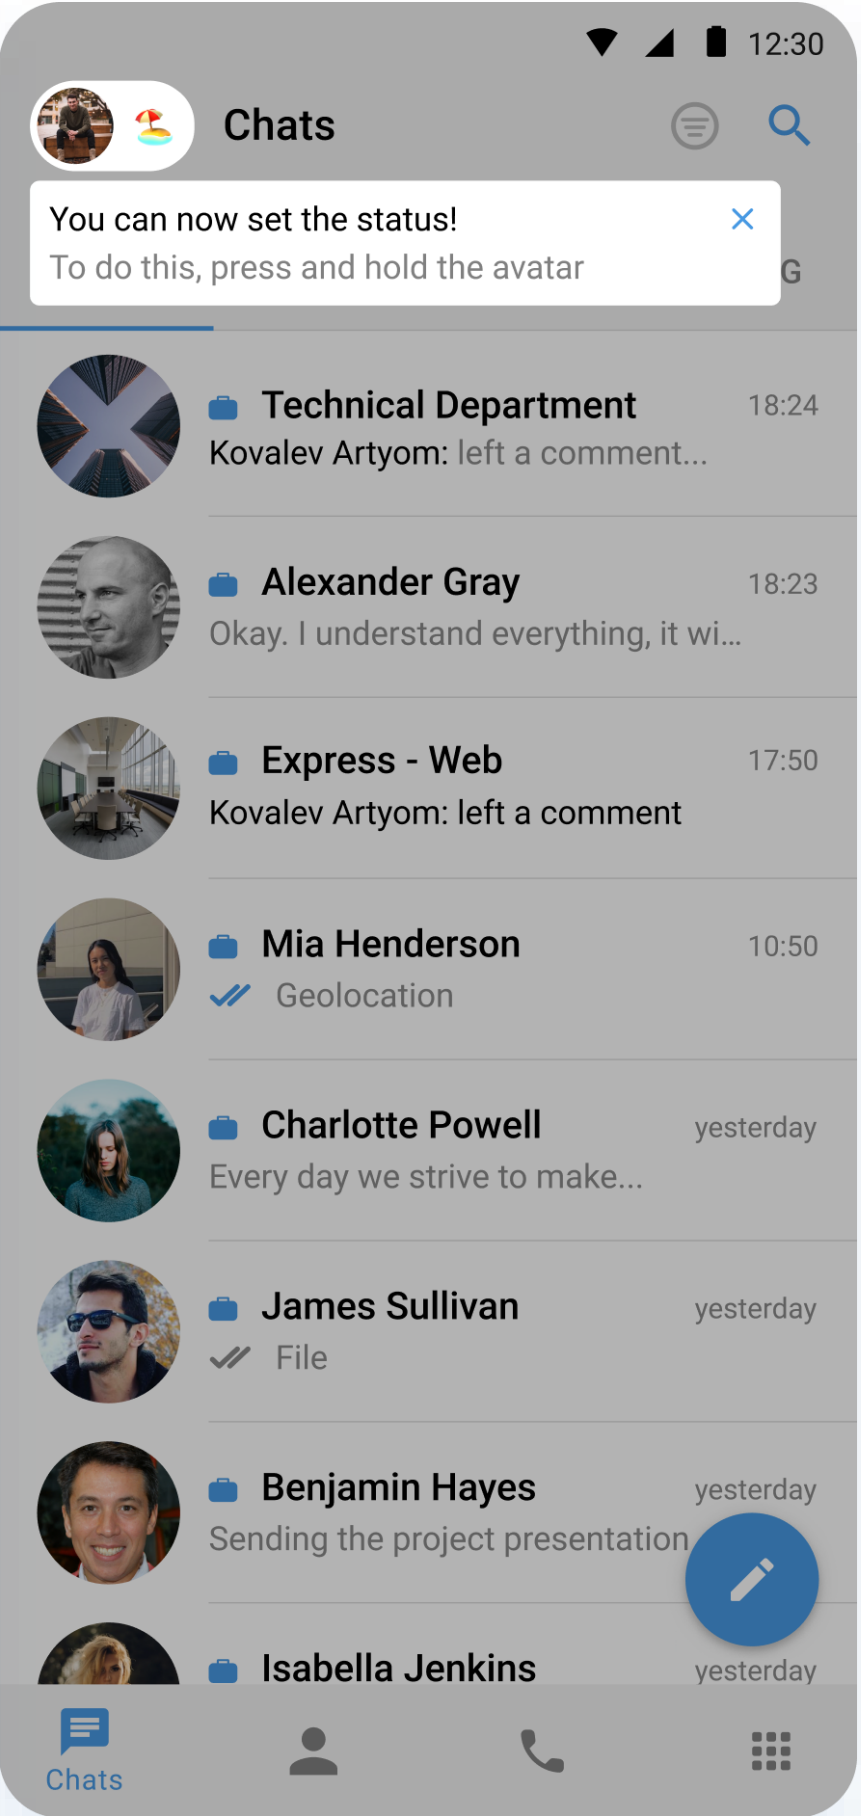 12:30
Chats
You can now set the status!
To do this, press and hold the avatar
G
Technical Department 18:24
Kovalev Artyom: left a comment...
Alexander Gray 18:23
Okay. I understand everything, it wi...
Express - Web 17:50
Kovalev Artyom: left a comment
Mia Henderson 10:50
Geolocation
Charlotte Powell yesterday
Every day we strive to make...
James Sullivan yesterday
File
Benjamin Hayes yesterday
Sending the project presentation
Isabella Jenkins yesterday
Chats